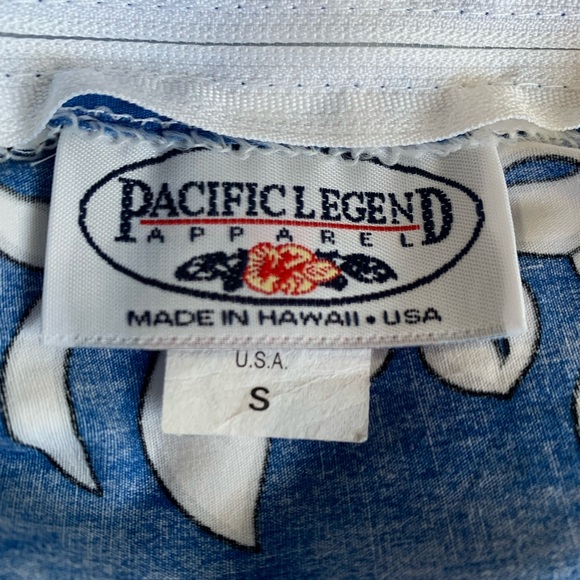 PACIFIC LEGEND
APPAREL
MADE IN HAWAII • USA
U.S.A.
S